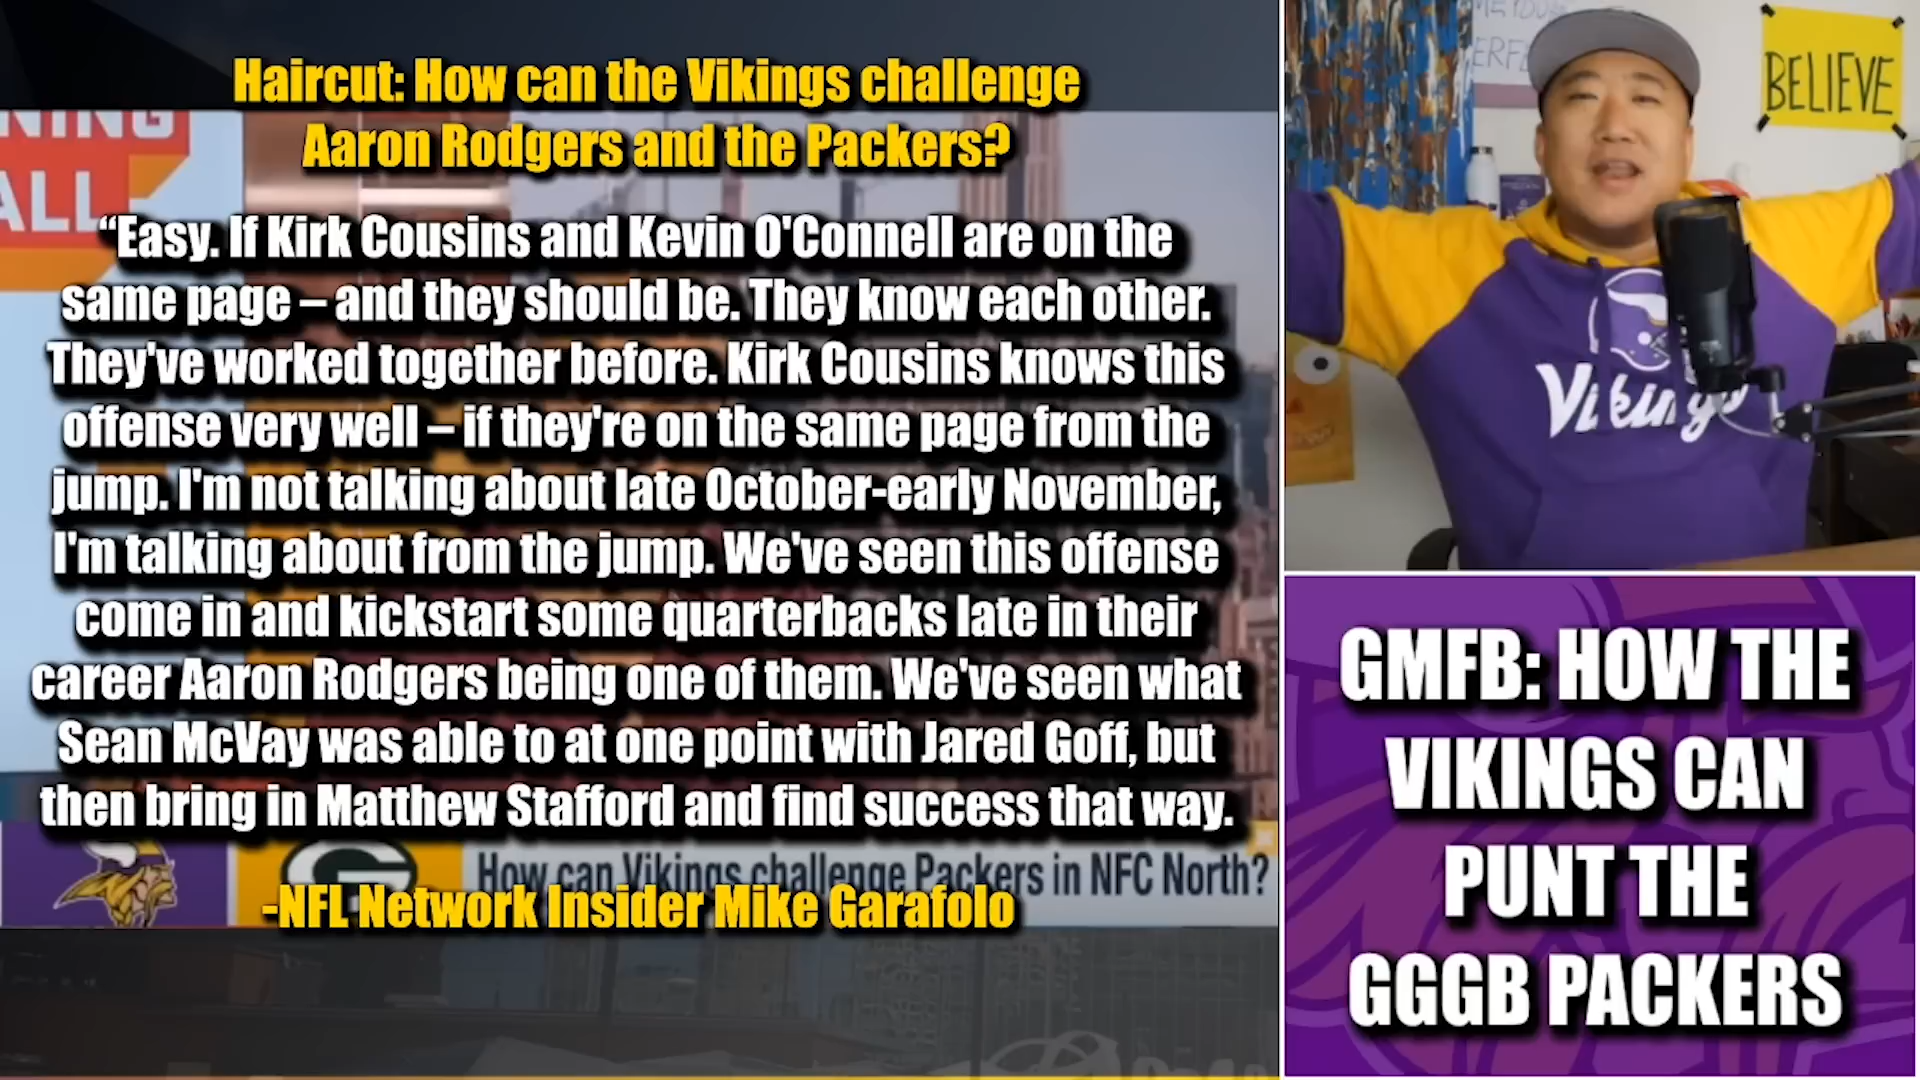 Haircut: How can the Vikings challenge
Aaron Rodgers and the Packers?
“Easy. If Kirk Cousins and Kevin O'Connell are on the
same page – and they should be. They know each other.
They've worked together before. Kirk Cousins knows this
offense very well – if they're on the same page from the
jump. I'm not talking about late October-early November,
I'm talking about from the jump. We've seen this offense
come in and kickstart some quarterbacks late in their
career Aaron Rodgers being one of them. We've seen what
Sean McVay was able to at one point with Jared Goff, but
then bring in Matthew Stafford and find success that way.
How can Vikings challenge Packers in NFC North?
-NFL Network Insider Mike Garafolo
BELIEVE
Vikings
GMFB: HOW THE
VIKINGS CAN
PUNT THE
GGGB PACKERS